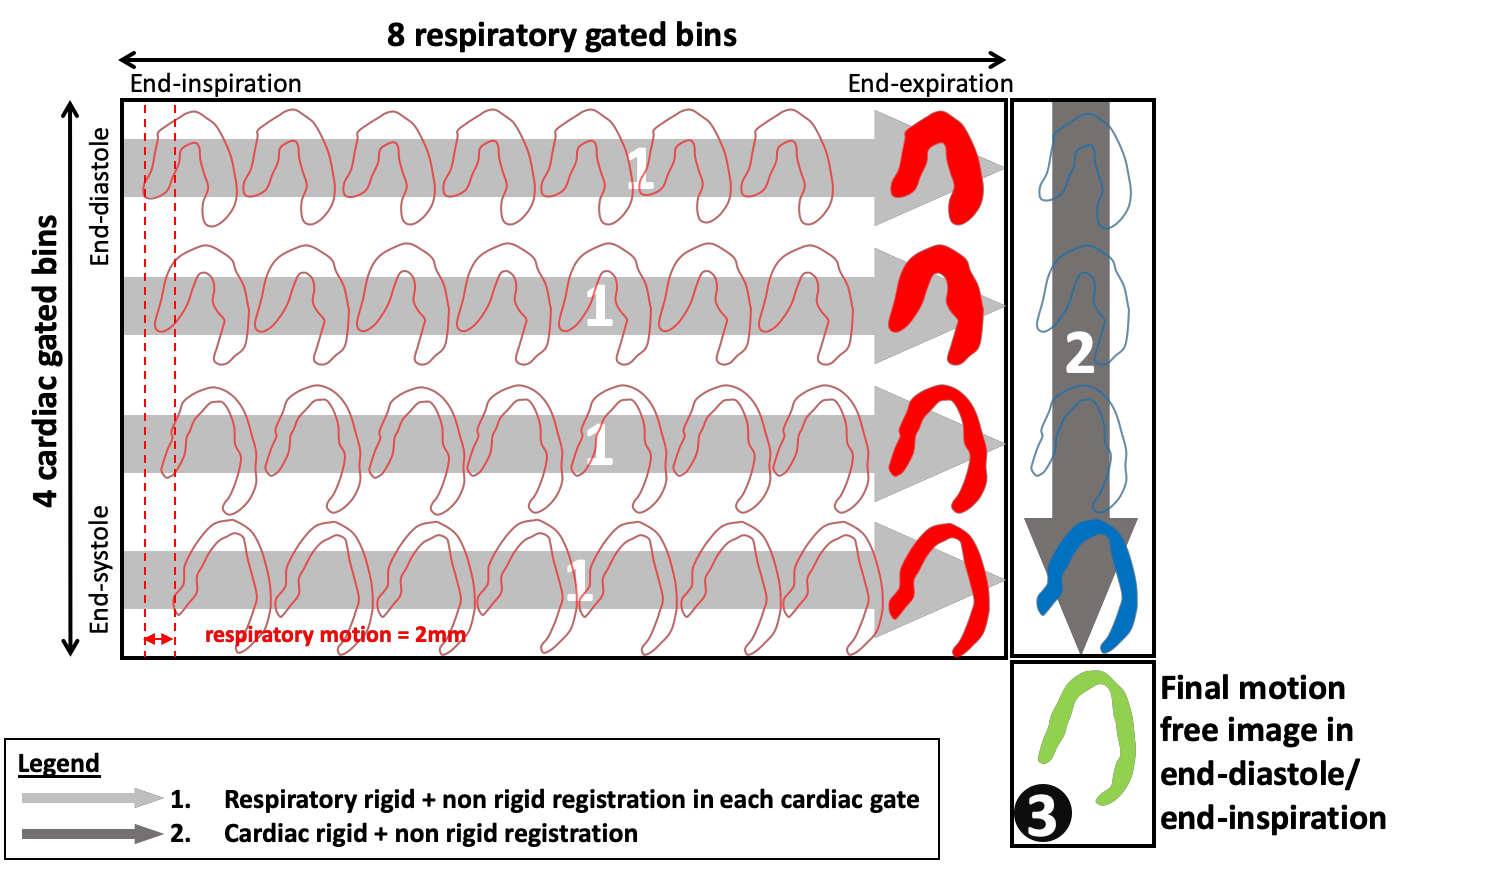 8 respiratory gated bins
End-inspiration
End-expiration
4 cardiac gated bins
End-diastole
End-systole
1
1
1
1
2
respiratory motion = 2mm
3
Final motion
free image in
end-diastole/
end-inspiration
Legend
1. Respiratory rigid + non rigid registration in each cardiac gate
2. Cardiac rigid + non rigid registration